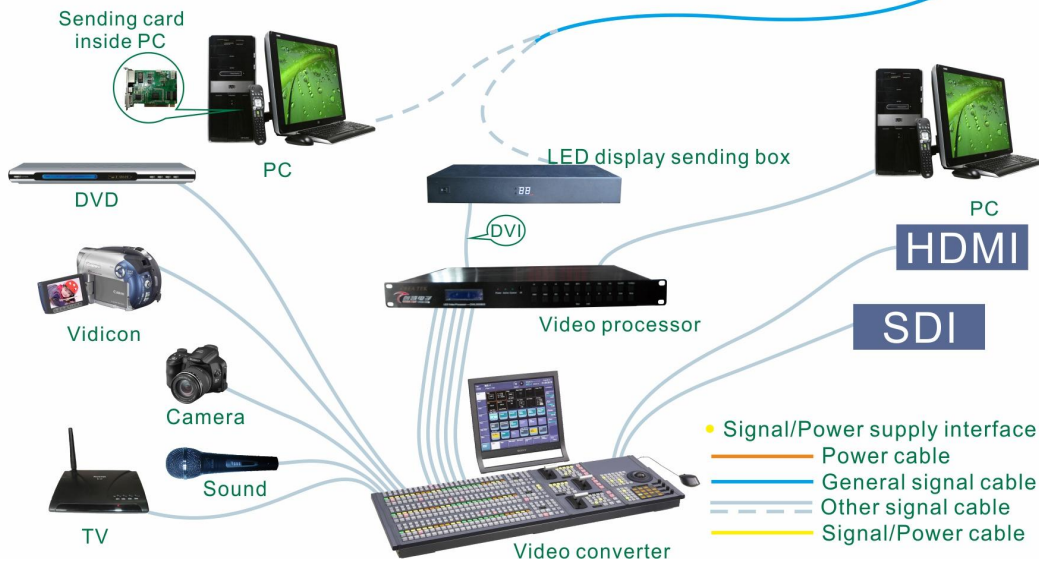 Sending card
inside PC
PC
LED display sending box
88
DVD
DVI
PC
HDMI
Vidicon
Video processor
SDI
Camera
Signal/Power supply interface
Power cable
General signal cable
Other signal cable
Signal/Power cable
Sound
TV
Video converter